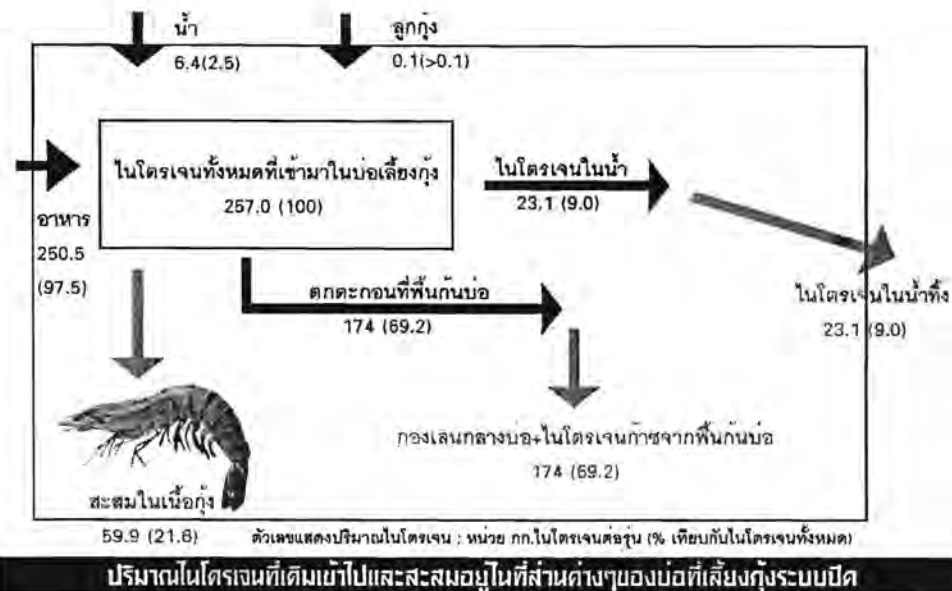 น้ำ
6.4(2.5)
ลูกกุ้ง
0.1(>0.1)
ไนโตรเจนทั้งหมดที่เข้ามาในบ่อเลี้ยงกุ้ง
257.0 (100)
อาหาร
250.5
(97.5)
ไนโตรเจนในน้ำ
23.1 (9.0)
ไนโตรเจนในน้ำทิ้ง
23.1 (9.0)
ตกตะกอนที่พื้นก้นบ่อ
174 (69.2)
กองเลนกลางบ่อ+ไนโตรเจนก๊าซจากพื้นก้นบ่อ
174 (69.2)
สะสมในเนื้อกุ้ง
59.9 (21.6)
ตัวเลขแสดงปริมาณไนโตรเจน ; หน่วย กก.ไนโตรเจนต่อรุ่น (% เทียบกับไนโตรเจนทั้งหมด)
ปริมาณไนโตรเจนที่เติมเข้าไปและสะสมอยู่ในที่ส่วนต่างๆของบ่อที่เลี้ยงกุ้งระบบปิด